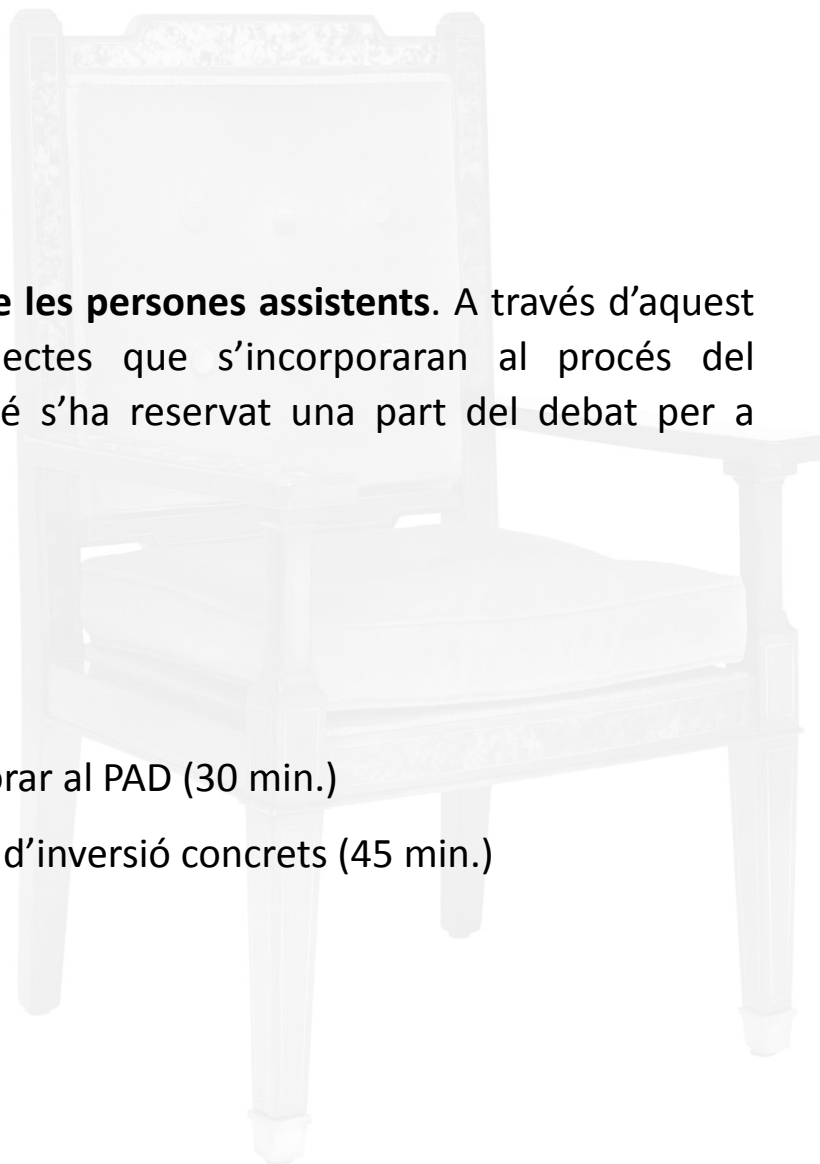 e les persones assistents. A través d’aquest
ectes que s’incorporaran al procés del
é s’ha reservat una part del debat per a
rar al PAD (30 min.)
d’inversió concrets (45 min.)